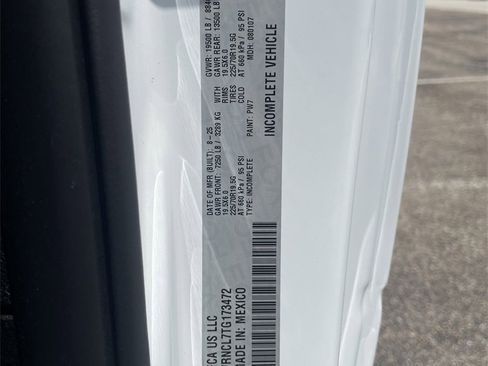 FCA US LLC
RNCL7TG173472
MADE IN: MEXICO
DATE OF MFR (BUILT): 8-25
GAWR FRONT: 7250 LB / 3289 KG
19.5X6.0
225/70R19.5G
AT 660 kPa / 95 PSI
TYPE: INCOMPLETE
WITH
RIMS
TIRES
COLD
PAINT: PW7
GVWR: 19500 LB / 884
GAWR REAR: 13500 LB
19.5X6.0
225/70R19.5G
AT 660 kPa / 95 PSI
MDH: 080107
INCOMPLETE VEHICLE